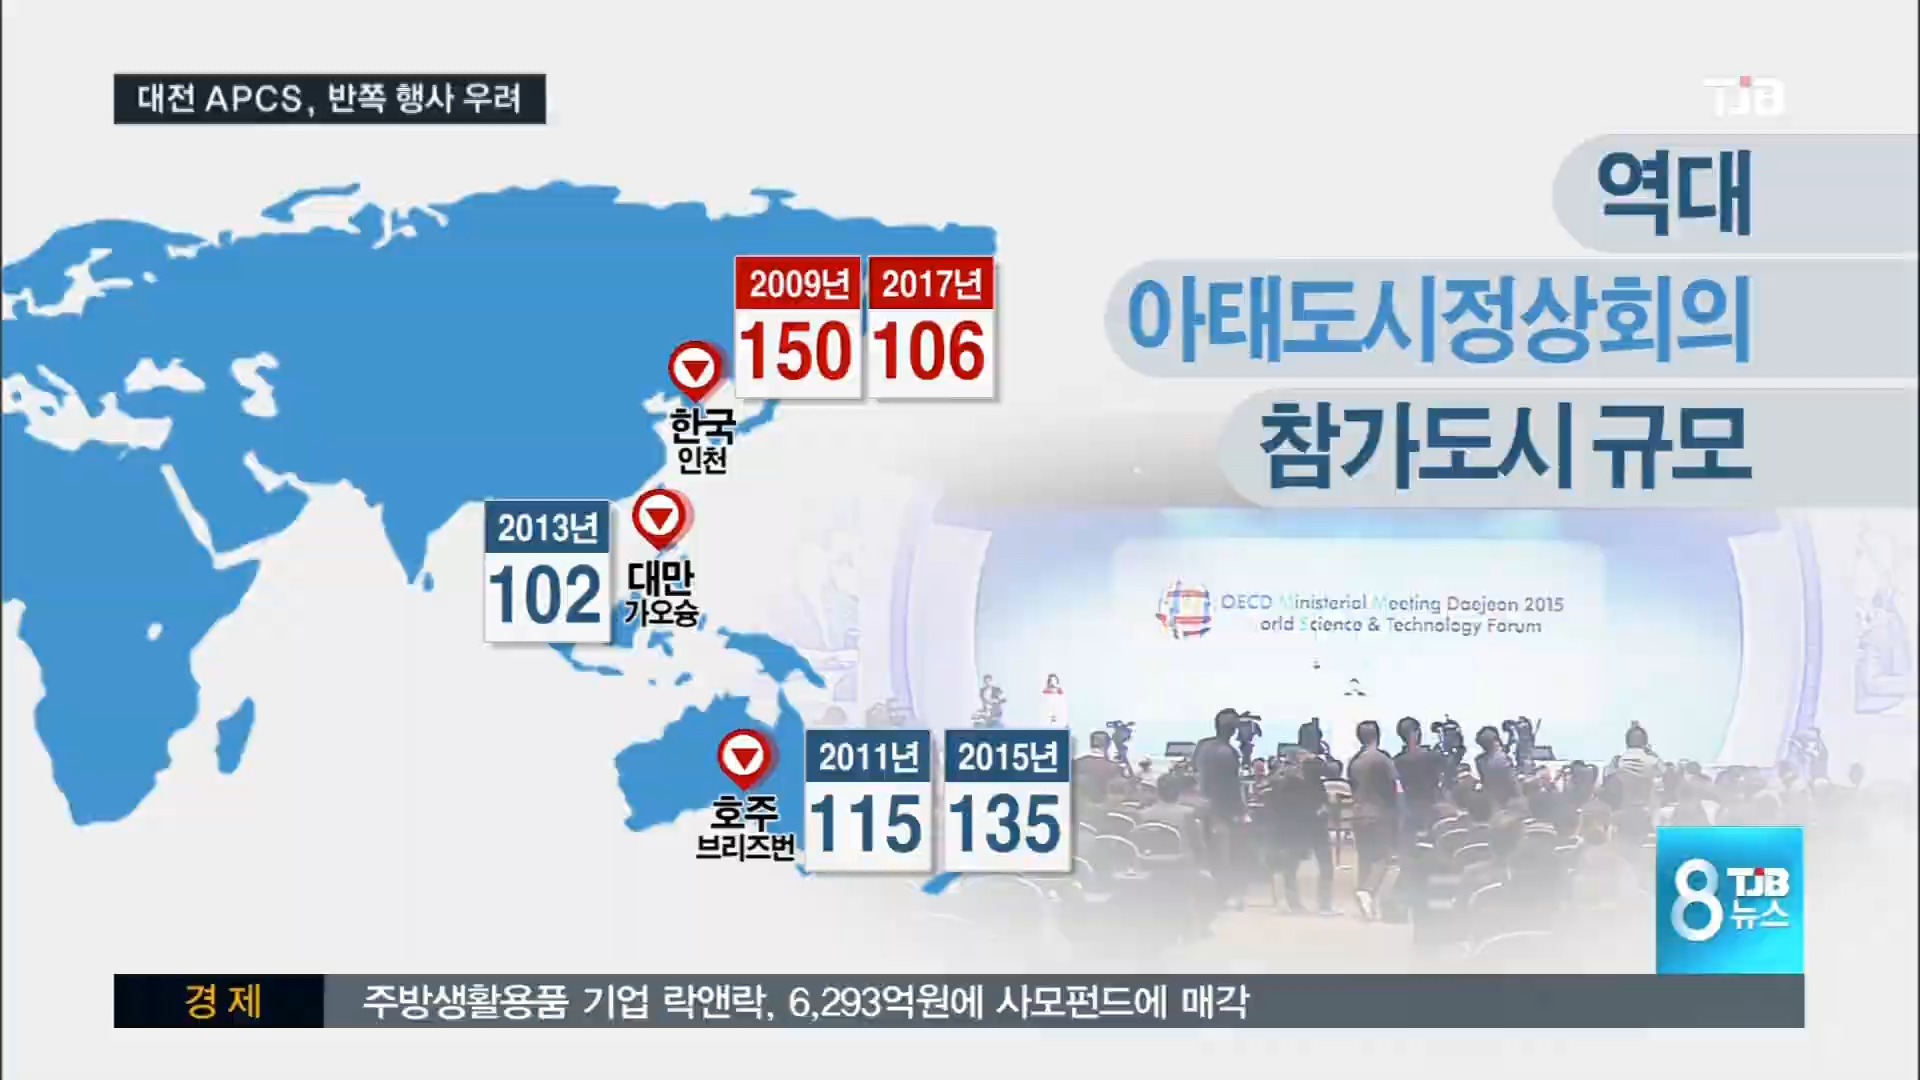 대전 APCS, 반쪽 행사 우려
TJB
역대
아태도시정상회의
참가도시 규모
2009년
150
2017년
106
한국
인천
2013년
102
대만
가오슝
OECD Ministerial Meeting Daejeon 2015
orld Science & Technology Forum
2011년
115
2015년
135
호주
브리즈번
8 TJB
뉴스
경제
주방생활용품 기업 락앤락, 6,293억원에 사모펀드에 매각